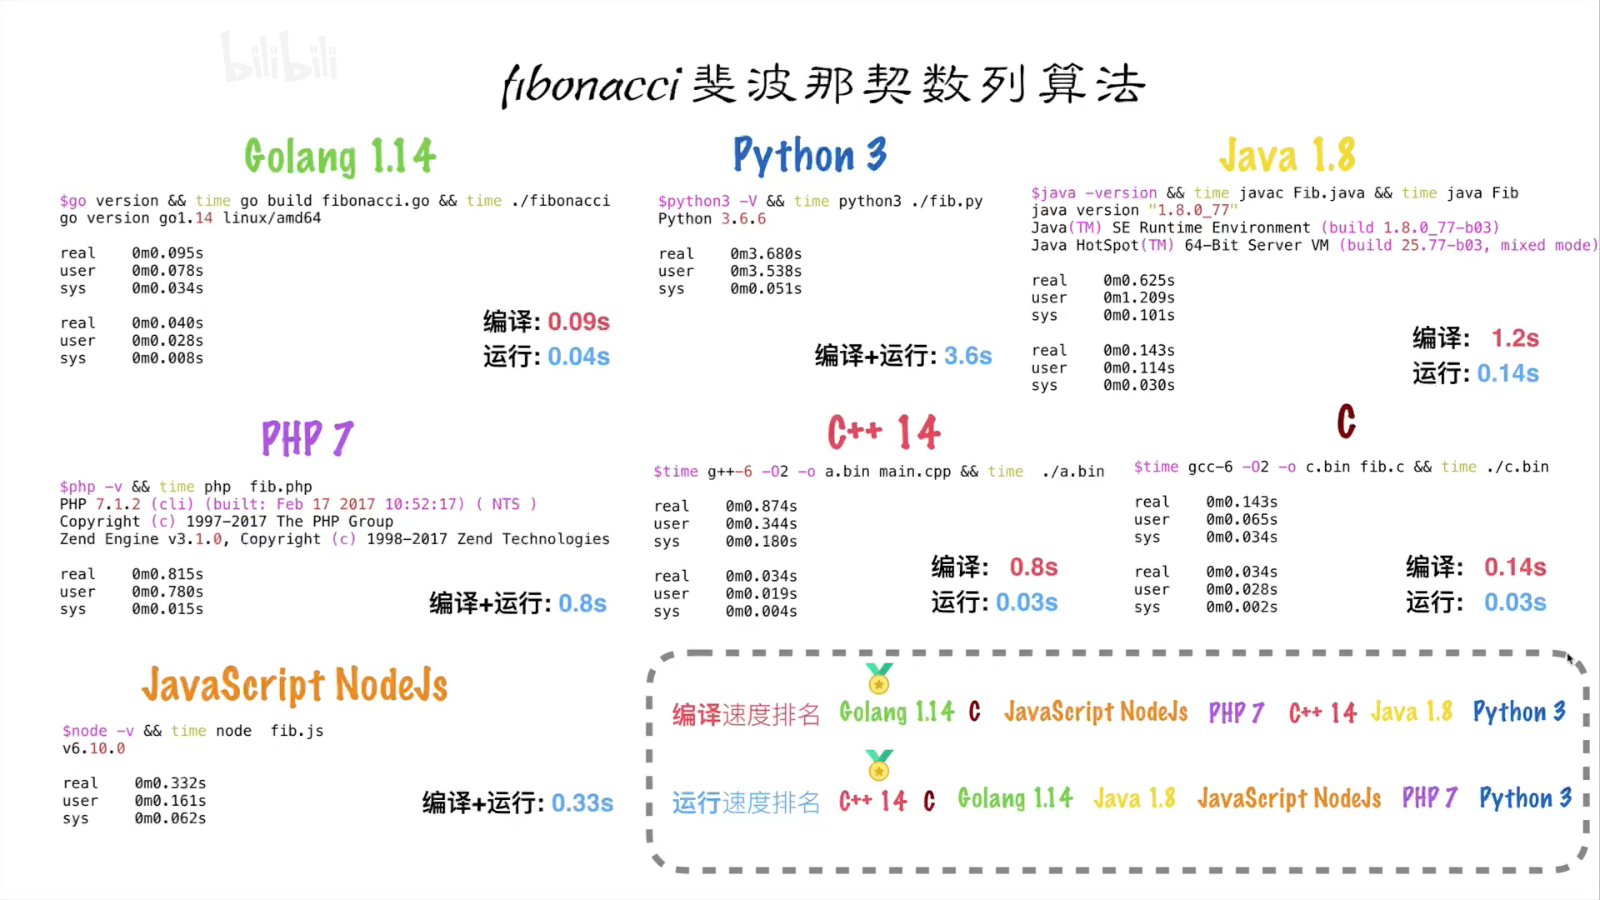 bilibili
fibonacci 斐波那契数列算法
Golang 1.14
$go version && time go build fibonacci.go && time ./fibonacci
go version go1.14 linux/amd64
real 0m0.095s
user 0m0.078s
sys 0m0.034s
real 0m0.040s
user 0m0.028s
sys 0m0.008s
编译: 0.09s
运行: 0.04s
Python 3
$python3 -V && time python3 ./fib.py
Python 3.6.6
real 0m3.680s
user 0m3.538s
sys 0m0.051s
编译+运行: 3.6s
Java 1.8
$java -version && time javac Fib.java && time java Fib
java version "1.8.0_77"
Java(TM) SE Runtime Environment (build 1.8.0_77-b03)
Java HotSpot(TM) 64-Bit Server VM (build 25.77-b03, mixed mode)
real 0m0.625s
user 0m1.209s
sys 0m0.101s
real 0m0.143s
user 0m0.114s
sys 0m0.030s
编译: 1.2s
运行: 0.14s
PHP 7
$php -v && time php fib.php
PHP 7.1.2 (cli) (built: Feb 17 2017 10:52:17) ( NTS )
Copyright (c) 1997-2017 The PHP Group
Zend Engine v3.1.0, Copyright (c) 1998-2017 Zend Technologies
real 0m0.815s
user 0m0.780s
sys 0m0.015s
编译+运行: 0.8s
C++ 14
$time g++-6 -O2 -o a.bin main.cpp && time ./a.bin
real 0m0.874s
user 0m0.344s
sys 0m0.180s
real 0m0.034s
user 0m0.019s
sys 0m0.004s
编译: 0.8s
运行: 0.03s
C
$time gcc-6 -O2 -o c.bin fib.c && time ./c.bin
real 0m0.143s
user 0m0.065s
sys 0m0.034s
real 0m0.034s
user 0m0.028s
sys 0m0.002s
编译: 0.14s
运行: 0.03s
JavaScript NodeJs
$node -v && time node fib.js
v6.10.0
real 0m0.332s
user 0m0.161s
sys 0m0.062s
编译+运行: 0.33s
编译速度排名 Golang 1.14 C JavaScript NodeJs PHP 7 C++ 14 Java 1.8 Python 3
运行速度排名 C++ 14 C Golang 1.14 Java 1.8 JavaScript NodeJs PHP 7 Python 3